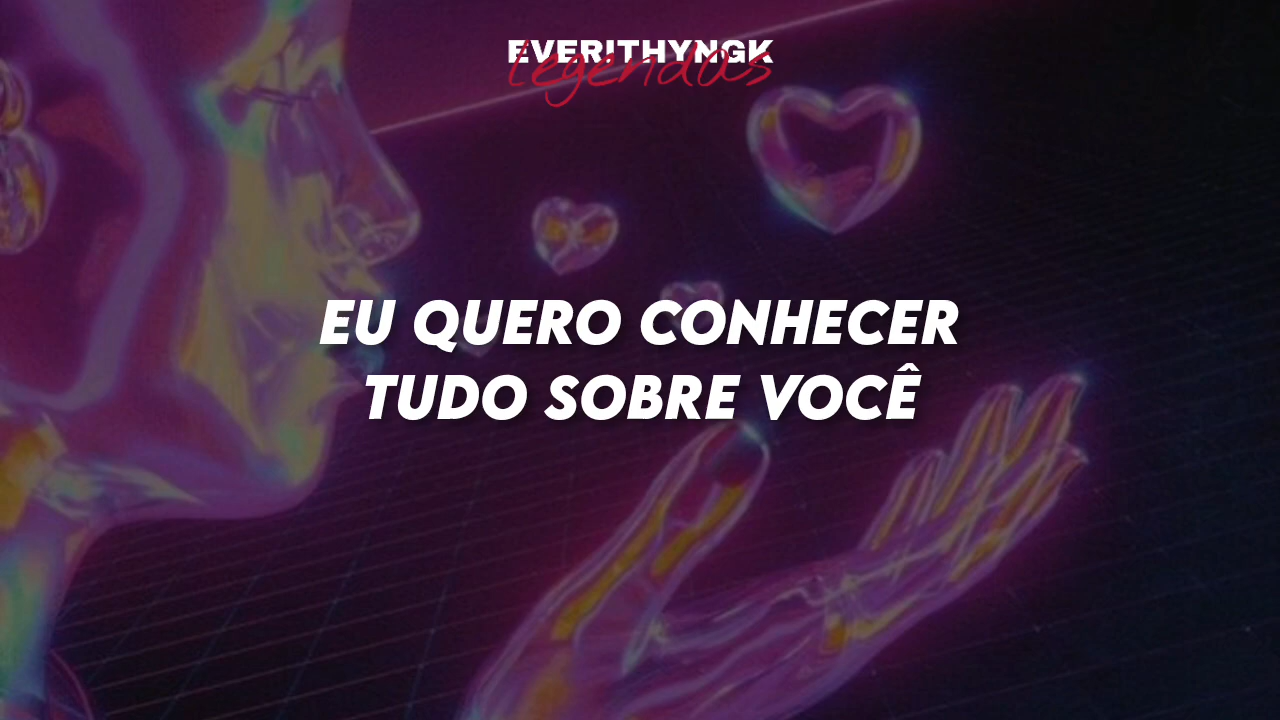 EVERITHYNGK
legendas
EU QUERO CONHECER
TUDO SOBRE VOCÊ